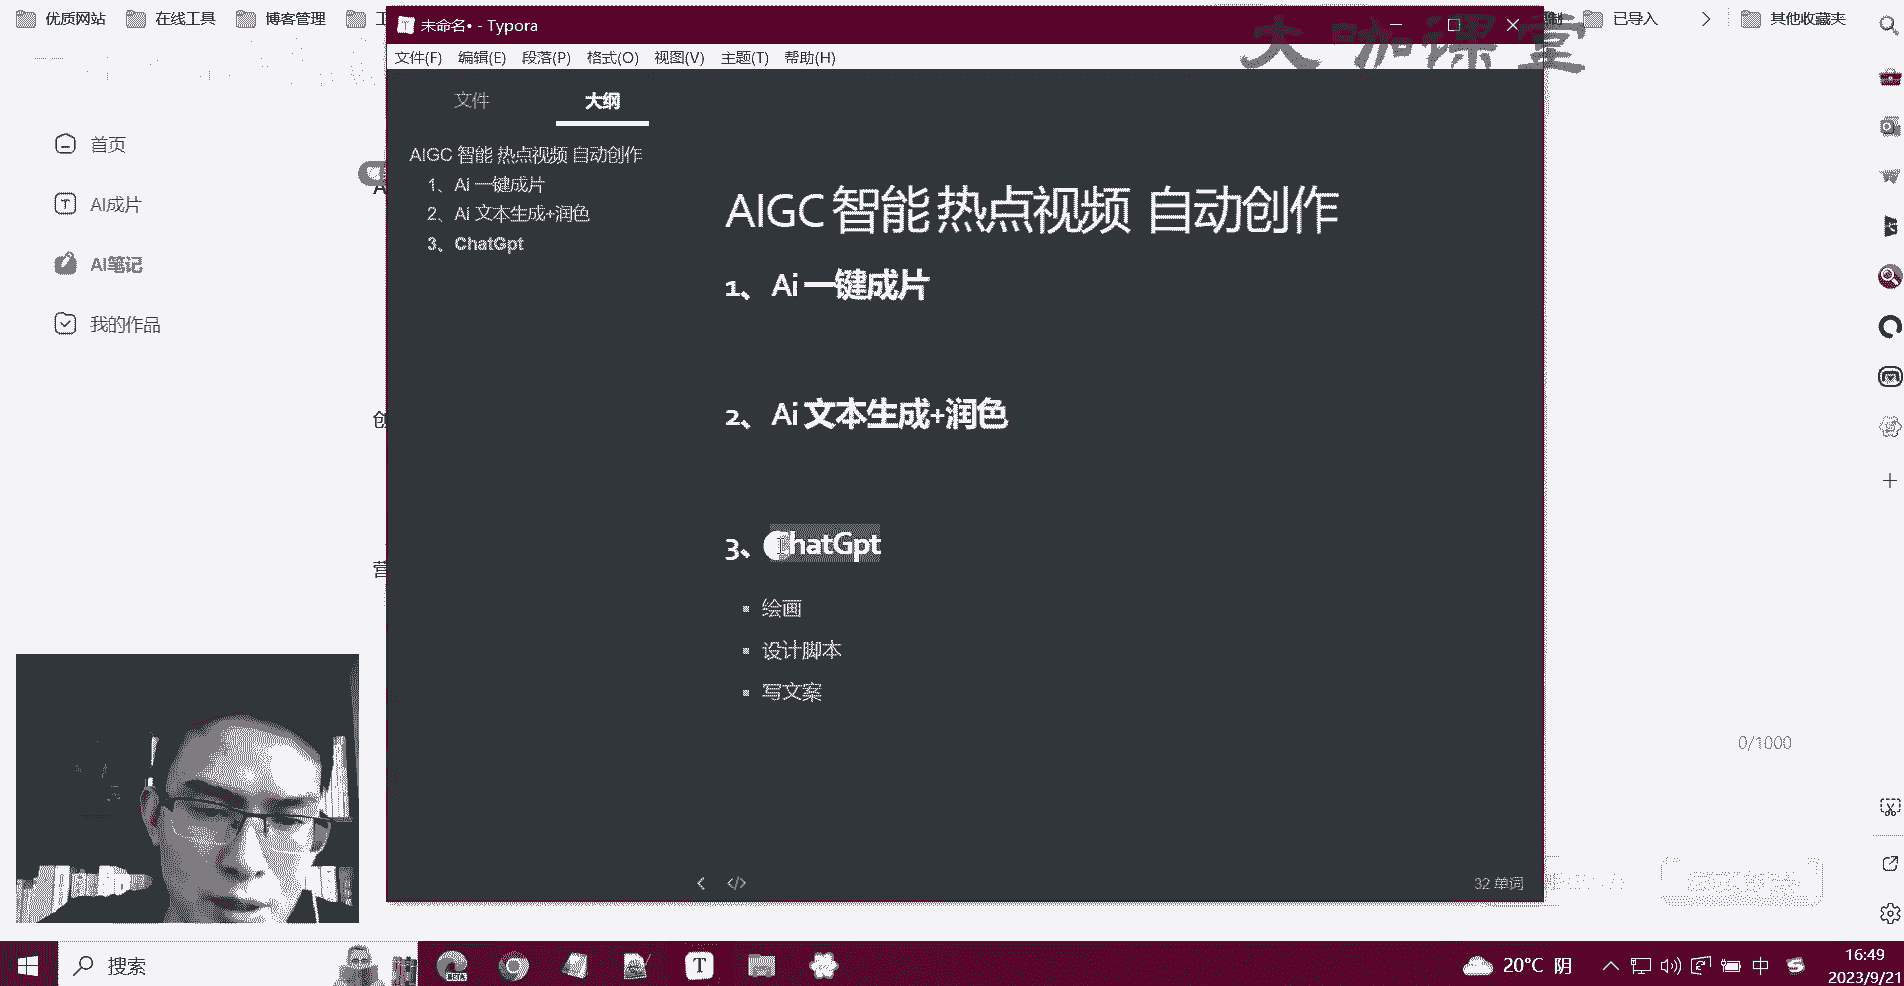 优质网站
在线工具
博客管理
已导入
其他收藏夹
未命名• - Typora
大咖课堂
文件(F) 编辑(E) 段落(P) 格式(O) 视图(V) 主题(T) 帮助(H)
首页
AI成片
AI笔记
我的作品
文件
大纲
AIGC 智能 热点视频 自动创作
1、Ai 一键成片
2、Ai 文本生成+润色
3、ChatGpt
AIGC 智能 热点视频 自动创作
1、 Ai 一键成片
2、 Ai 文本生成+润色
3、 ChatGpt
绘画
设计脚本
写文案
0/1000
</>
32 单词
搜索
BETA
T
20°C 阴
中
16:49
2023/9/21